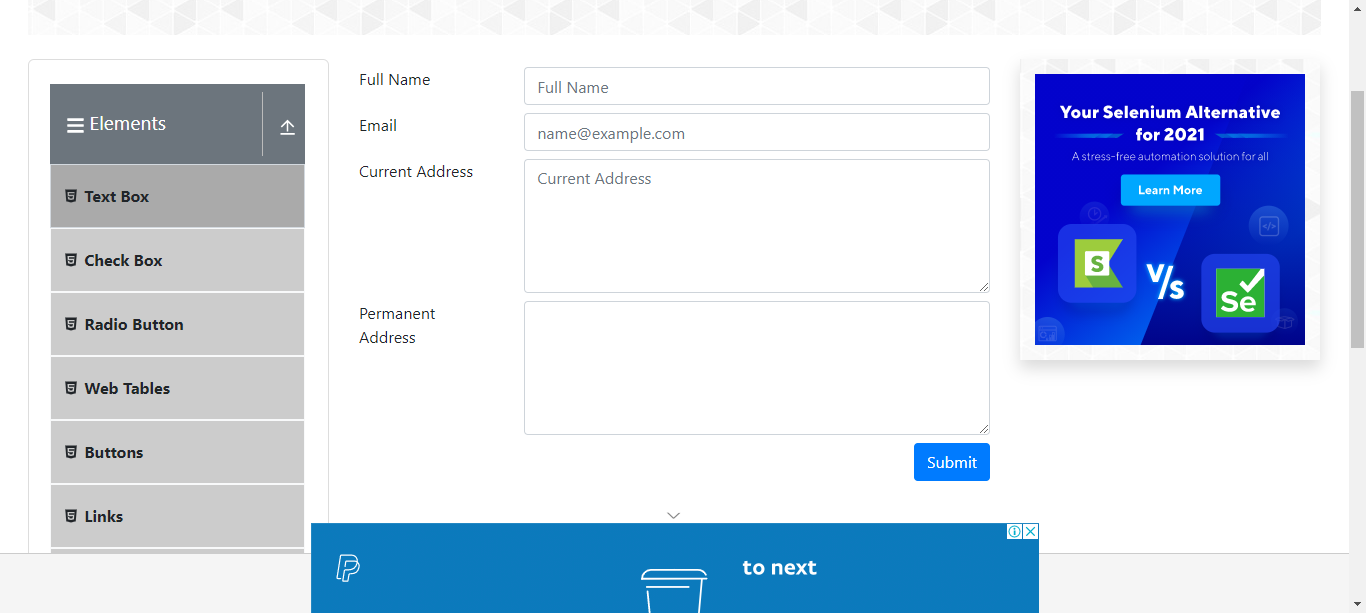 Elements
Text Box
Check Box
Radio Button
Web Tables
Buttons
Links
Full Name
Full Name
Email
name@example.com
Current Address
Current Address
Permanent
Address
Submit
Your Selenium Alternative
for 2021
A stress-free automation solution for all
Learn More
S
V/s
Se
to next